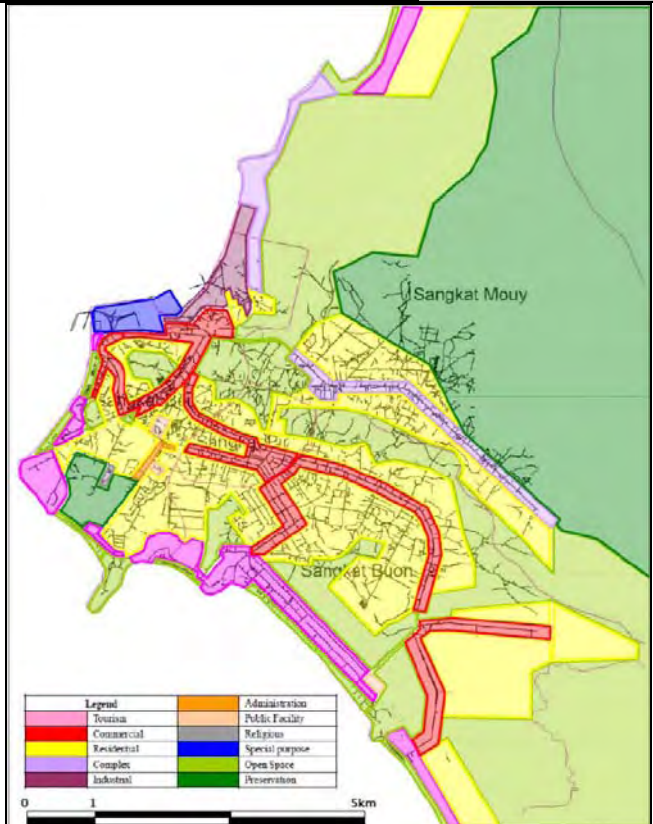 Sangkat Mouy
Sangkat Buon
Legend
Tourism
Commercial
Residential
Complex
Industrial
Administration
Public Facility
Religious
Special purpose
Open Space
Preservation
0 1 5km